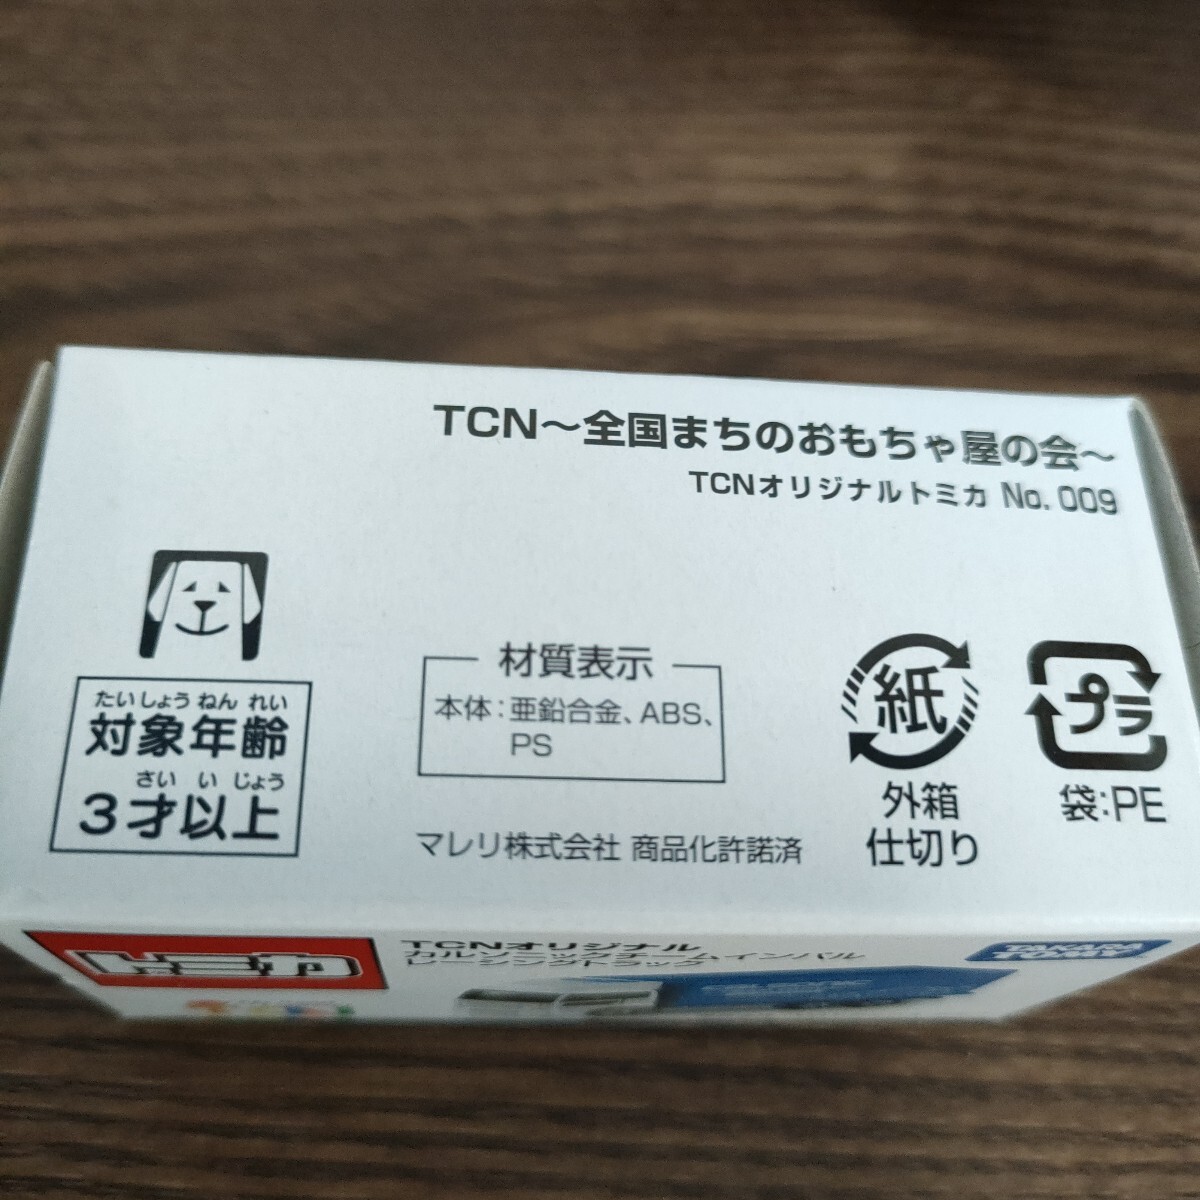 TCN～全国まちのおもちゃ屋の会～
TCNオリジナルトミカ No. 009
たいしょうねんれい
対象年齢
さいいじょう
3才以上
材質表示
本体：亜鉛合金、ABS、
PS
マレリ株式会社 商品化許諾済
紙
外箱
仕切り
プラ
袋：PE
トミカ
TCNオリジナル
カルソニックチームインパル
レーシングトラック
TAKARA
TOMY